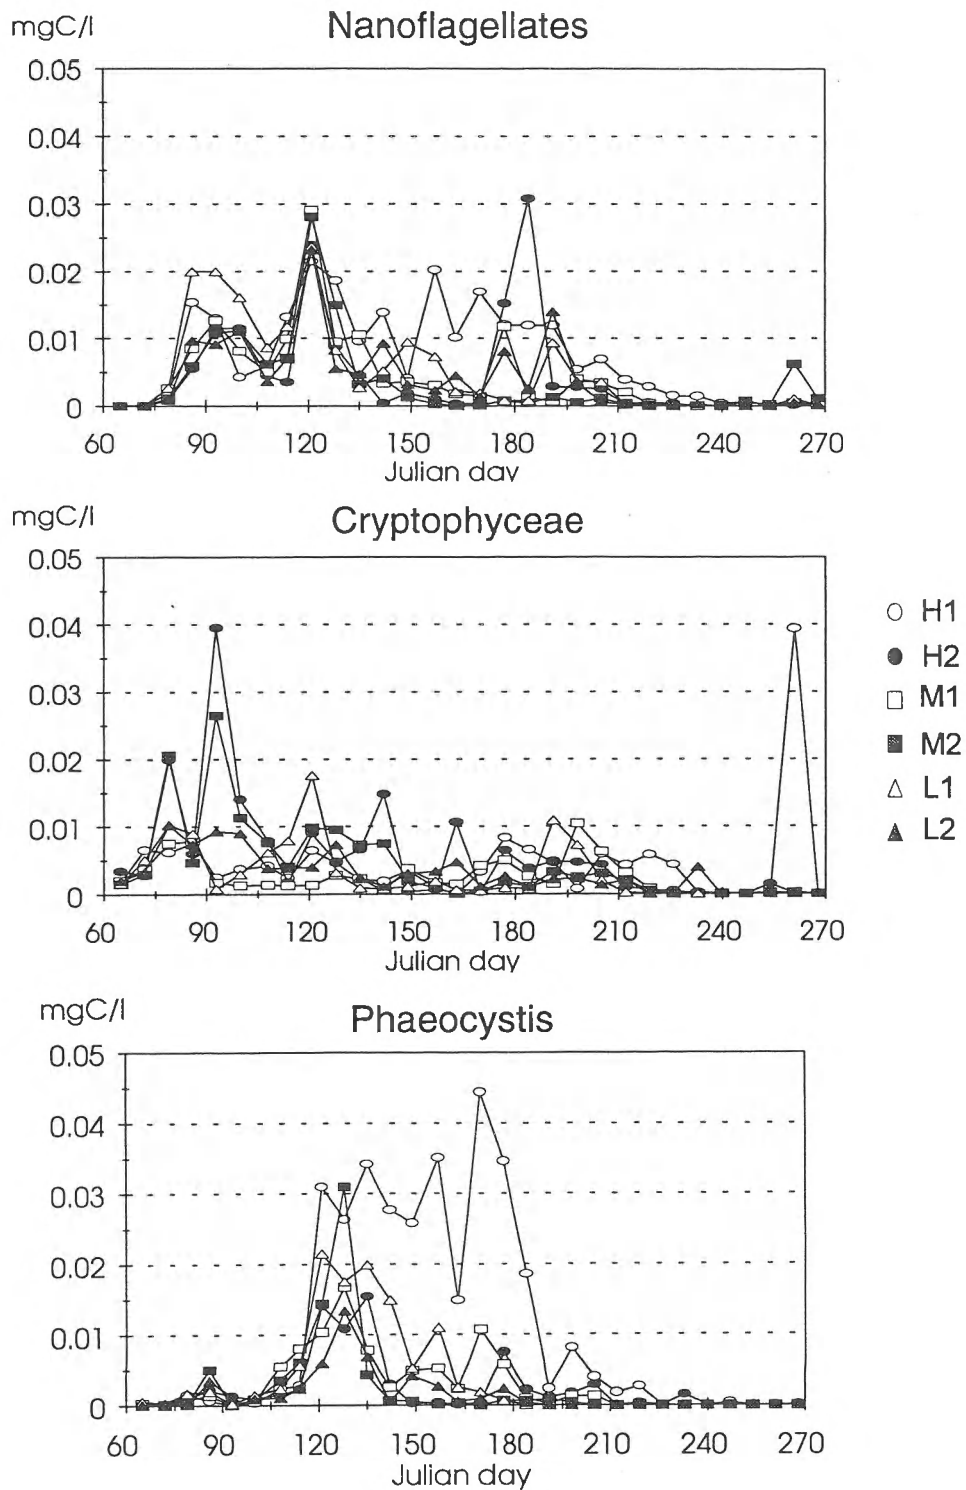 mgC/l
Nanoflagellates
0.05
0.04
0.03
0.02
0.01
0
60 90 120 150 180 210 240 270
Julian day
mgC/l
Cryptophyceae
0.05
0.04
0.03
0.02
0.01
0
60 90 120 150 180 210 240 270
Julian day
H1
H2
M1
M2
L1
L2
mgC/l
Phaeocystis
0.05
0.04
0.03
0.02
0.01
0
60 90 120 150 180 210 240 270
Julian day